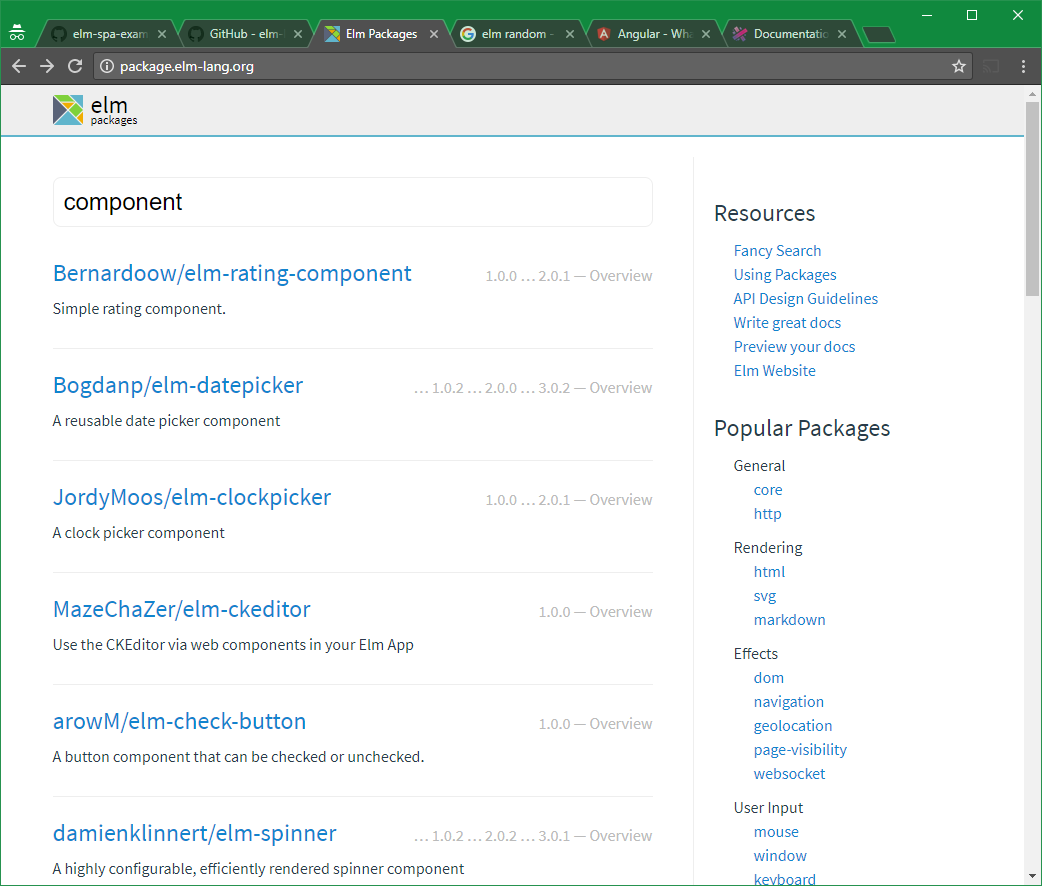 elm-spa-exam
GitHub - elm-
Elm Packages
elm random -
Angular - Wha
Documentatio
package.elm-lang.org
elm
packages
component
Bernardoow/elm-rating-component 1.0.0 … 2.0.1 — Overview
Simple rating component.
Bogdanp/elm-datepicker … 1.0.2 … 2.0.0 … 3.0.2 — Overview
A reusable date picker component
JordyMoos/elm-clockpicker 1.0.0 … 2.0.1 — Overview
A clock picker component
MazeChaZer/elm-ckeditor 1.0.0 — Overview
Use the CKEditor via web components in your Elm App
arowM/elm-check-button 1.0.0 — Overview
A button component that can be checked or unchecked.
damienklinnert/elm-spinner … 1.0.2 … 2.0.2 … 3.0.1 — Overview
A highly configurable, efficiently rendered spinner component
Resources
Fancy Search
Using Packages
API Design Guidelines
Write great docs
Preview your docs
Elm Website
Popular Packages
General
core
http
Rendering
html
svg
markdown
Effects
dom
navigation
geolocation
page-visibility
websocket
User Input
mouse
window
keyboard